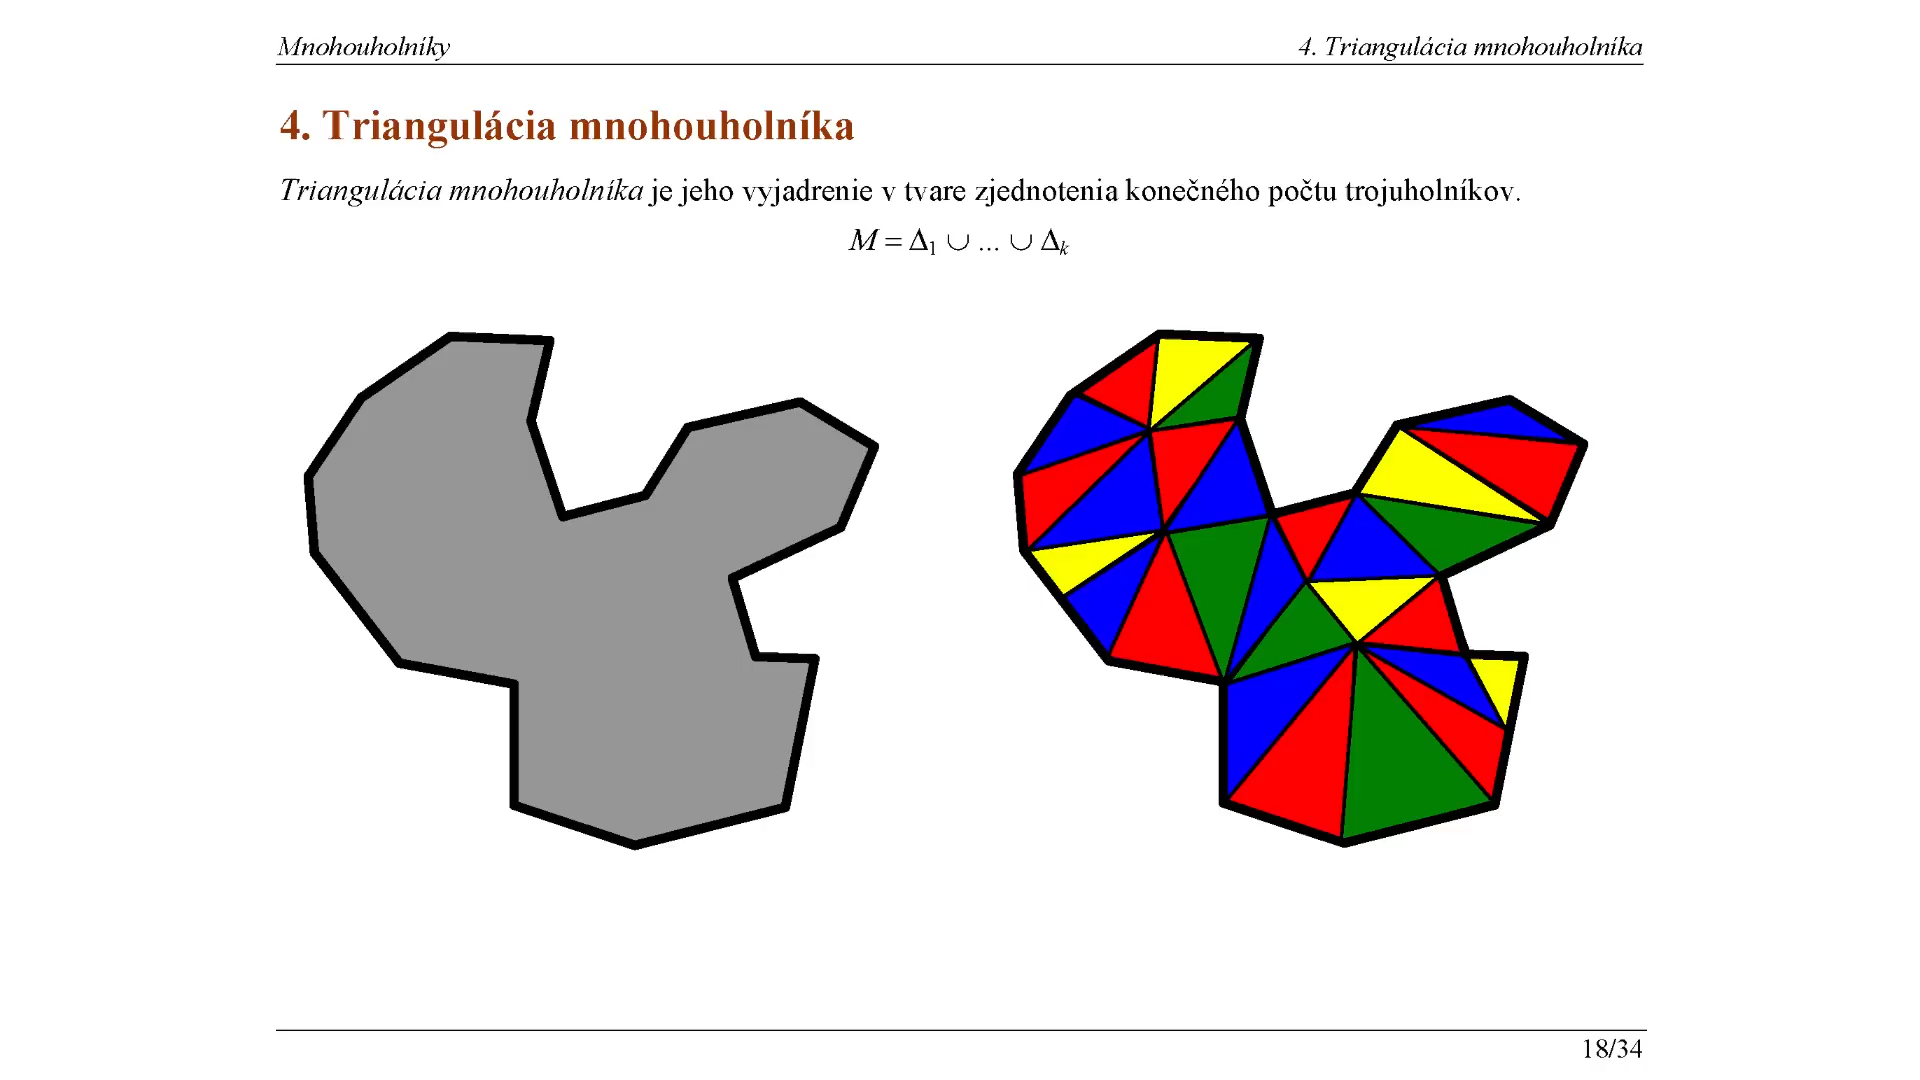 Mnohouholníky 4. Triangulácia mnohouholníka
4. Triangulácia mnohouholníka
Triangulácia mnohouholníka je jeho vyjadrenie v tvare zjednotenia konečného počtu trojuholníkov.
M = Δ₁ ∪ ... ∪ Δₖ
18/34